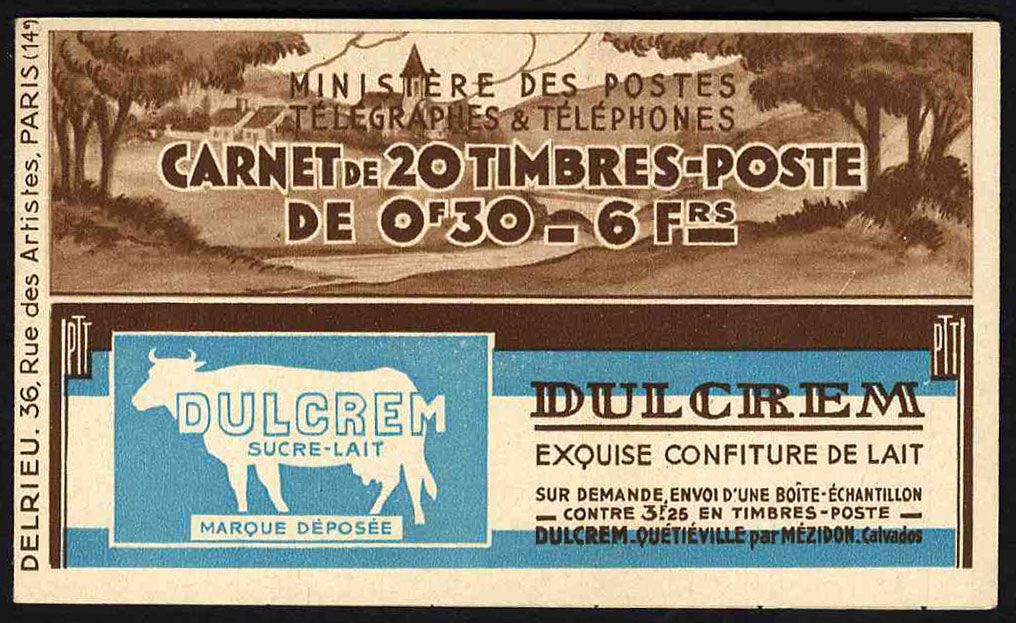 DELRIEU. 36, Rue des Artistes, PARIS (14e)
MINISTÈRE DES POSTES
TÉLÉGRAPHES & TÉLÉPHONES
CARNET DE 20 TIMBRES-POSTE
DE 0F30 = 6 FRS
PTT
PTT
DULCREM
SUCRE-LAIT
MARQUE DÉPOSÉE
DULCREM
EXQUISE CONFITURE DE LAIT
SUR DEMANDE, ENVOI D'UNE BOÎTE-ÉCHANTILLON
CONTRE 3F25 EN TIMBRES-POSTE
DULCREM-QUÉTIÉVILLE par MÉZIDON. Calvados